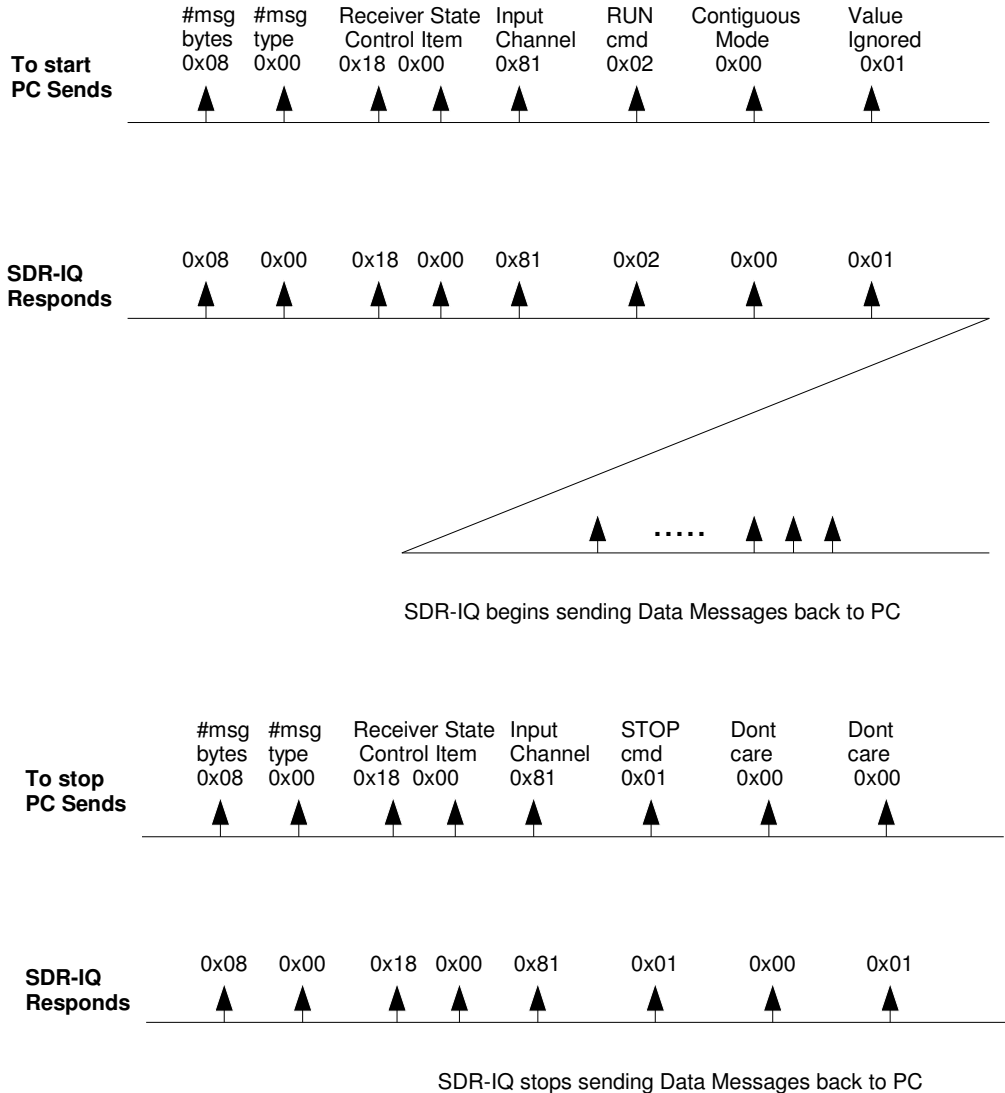 #msg #msg Receiver State Input RUN Contiguous Value
bytes type Control Item Channel cmd Mode Ignored
To start 0x08 0x00 0x18 0x00 0x81 0x02 0x00 0x01
PC Sends
SDR-IQ 0x08 0x00 0x18 0x00 0x81 0x02 0x00 0x01
Responds
.....
SDR-IQ begins sending Data Messages back to PC
#msg #msg Receiver State Input STOP Dont Dont
bytes type Control Item Channel cmd care care
To stop 0x08 0x00 0x18 0x00 0x81 0x01 0x00 0x00
PC Sends
SDR-IQ 0x08 0x00 0x18 0x00 0x81 0x01 0x00 0x01
Responds
SDR-IQ stops sending Data Messages back to PC